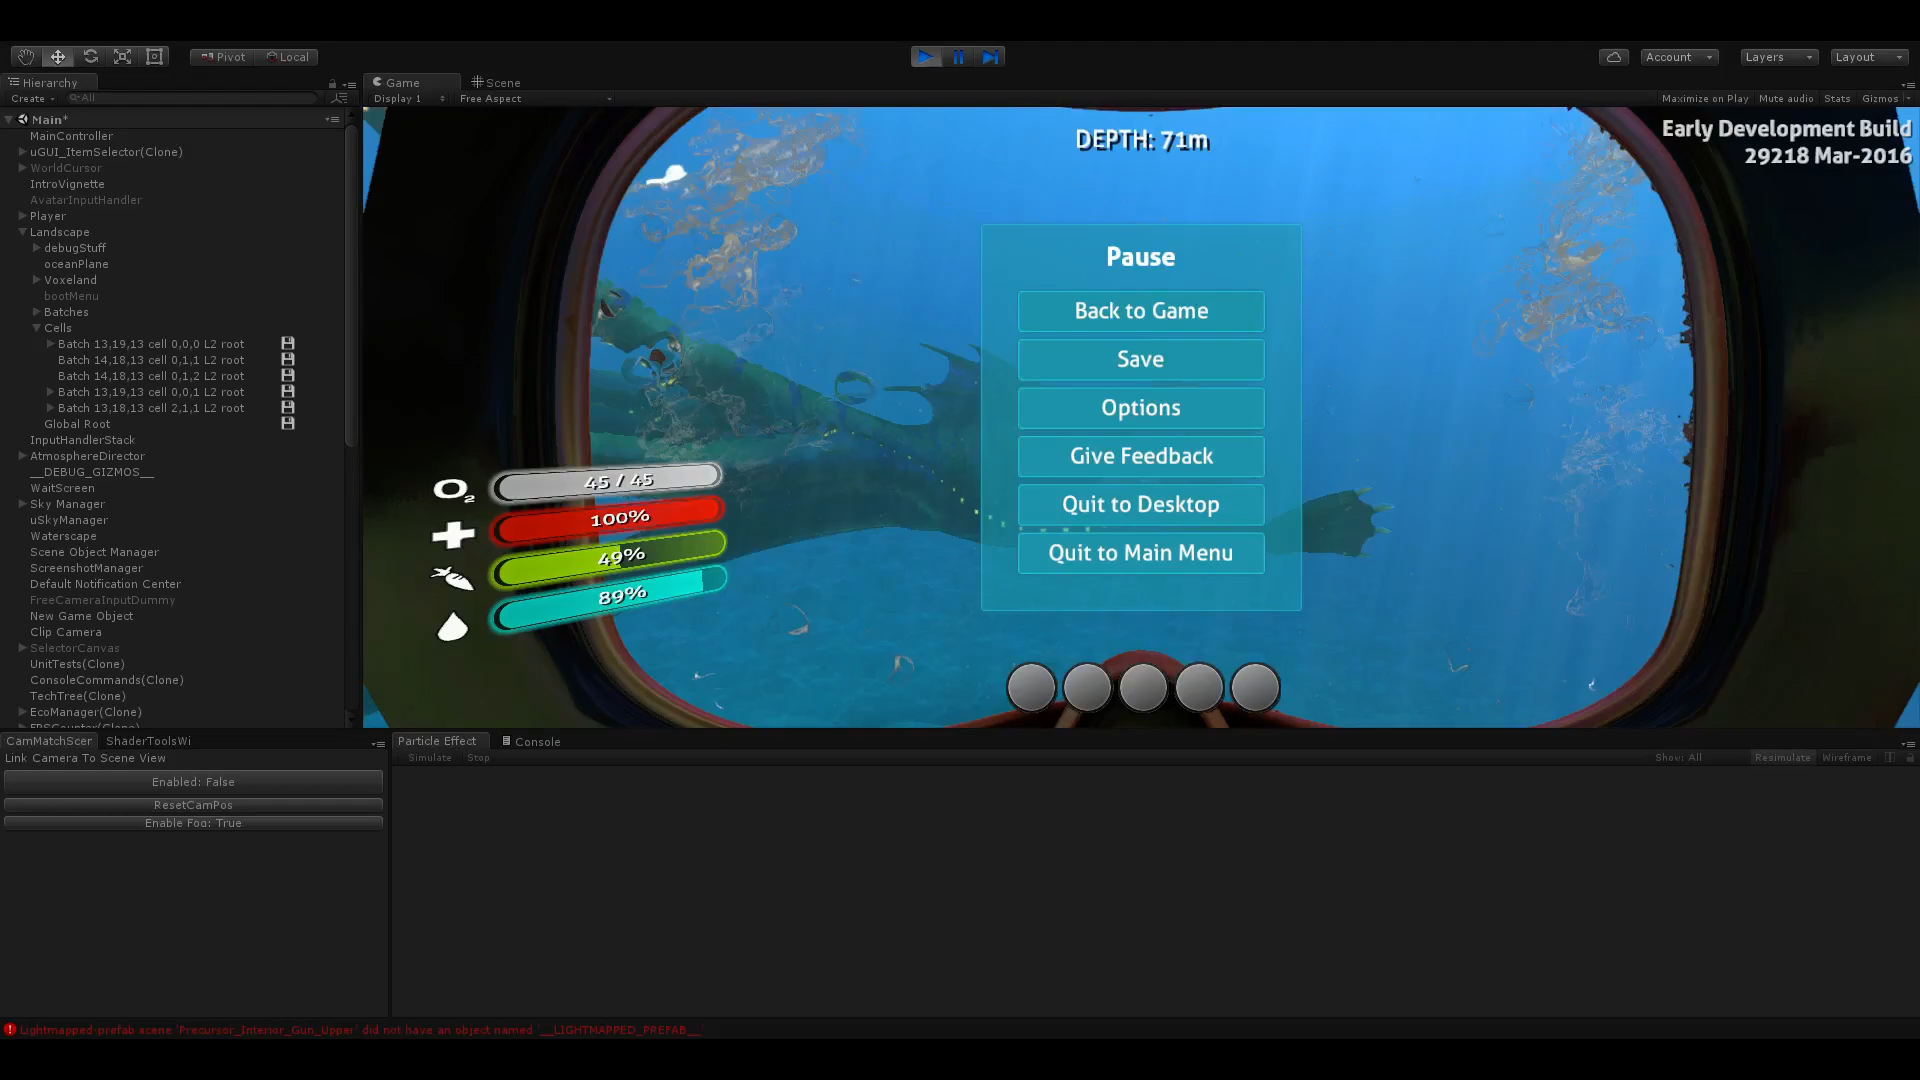 Pivot Local
Account Layers Layout
Hierarchy
Game Scene
Create All
Display 1 Free Aspect
Maximize on Play Mute audio Stats Gizmos
Main*
MainController
uGUI_ItemSelector(Clone)
WorldCursor
IntroVignette
AvatarInputHandler
Player
Landscape
debugStuff
oceanPlane
Voxeland
bootMenu
Batches
Cells
Batch 13,19,13 cell 0,0,0 L2 root
Batch 14,18,13 cell 0,1,1 L2 root
Batch 14,18,13 cell 0,1,2 L2 root
Batch 13,19,13 cell 0,0,1 L2 root
Batch 13,18,13 cell 2,1,1 L2 root
Global Root
InputHandlerStack
AtmosphereDirector
__DEBUG_GIZMOS__
WaitScreen
Sky Manager
uSkyManager
Waterscape
Scene Object Manager
ScreenshotManager
Default Notification Center
FreeCameraInputDummy
New Game Object
Clip Camera
SelectorCanvas
UnitTests(Clone)
ConsoleCommands(Clone)
TechTree(Clone)
EcoManager(Clone)
FPSCounter(Clone)
DEPTH: 71m
Early Development Build
29218 Mar-2016
Pause
Back to Game
Save
Options
Give Feedback
Quit to Desktop
Quit to Main Menu
O2 45 / 45
100%
49%
89%
CamMatchScer ShaderToolsWi
Link Camera To Scene View
Enabled: False
ResetCamPos
Enable Fog: True
Particle Effect Console
Simulate Stop
Show: All Resimulate Wireframe
Lightmapped-prefab scene 'Precursor_Interior_Gun_Upper' did not have an object named '__LIGHTMAPPED_PREFAB__'